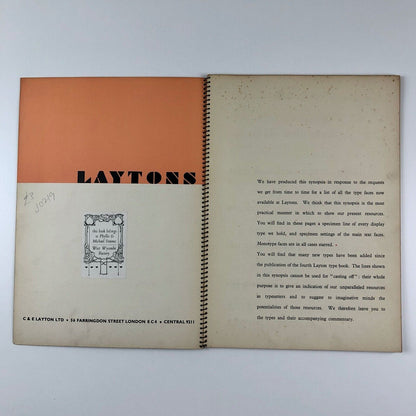 LAYTONS
£3
J0219
this book belongs
to Phyllis &
Michael Simons
West Wycombe
C & E LAYTON LTD • 56 FARRINGDON STREET LONDON E C 4 • CENTRAL 9311
We have produced this synopsis in response to the requests
we get from time to time for a list of all the type faces now
available at Laytons. We think that this synopsis is the most
practical manner in which to show our present resources.
You will find in these pages a specimen line of every display
type we hold, and specimen settings of the main text faces.
Monotype faces are in all cases starred.
You will find that many new types have been added since
the publication of the fourth Layton type book. The lines shown
in this synopsis cannot be used for "casting off": their whole
purpose is to give an indication of our unparalleled resources
in typesetters and to suggest to imaginative minds the
potentialities of those resources. We therefore leave you
to the types and their accompanying commentary.